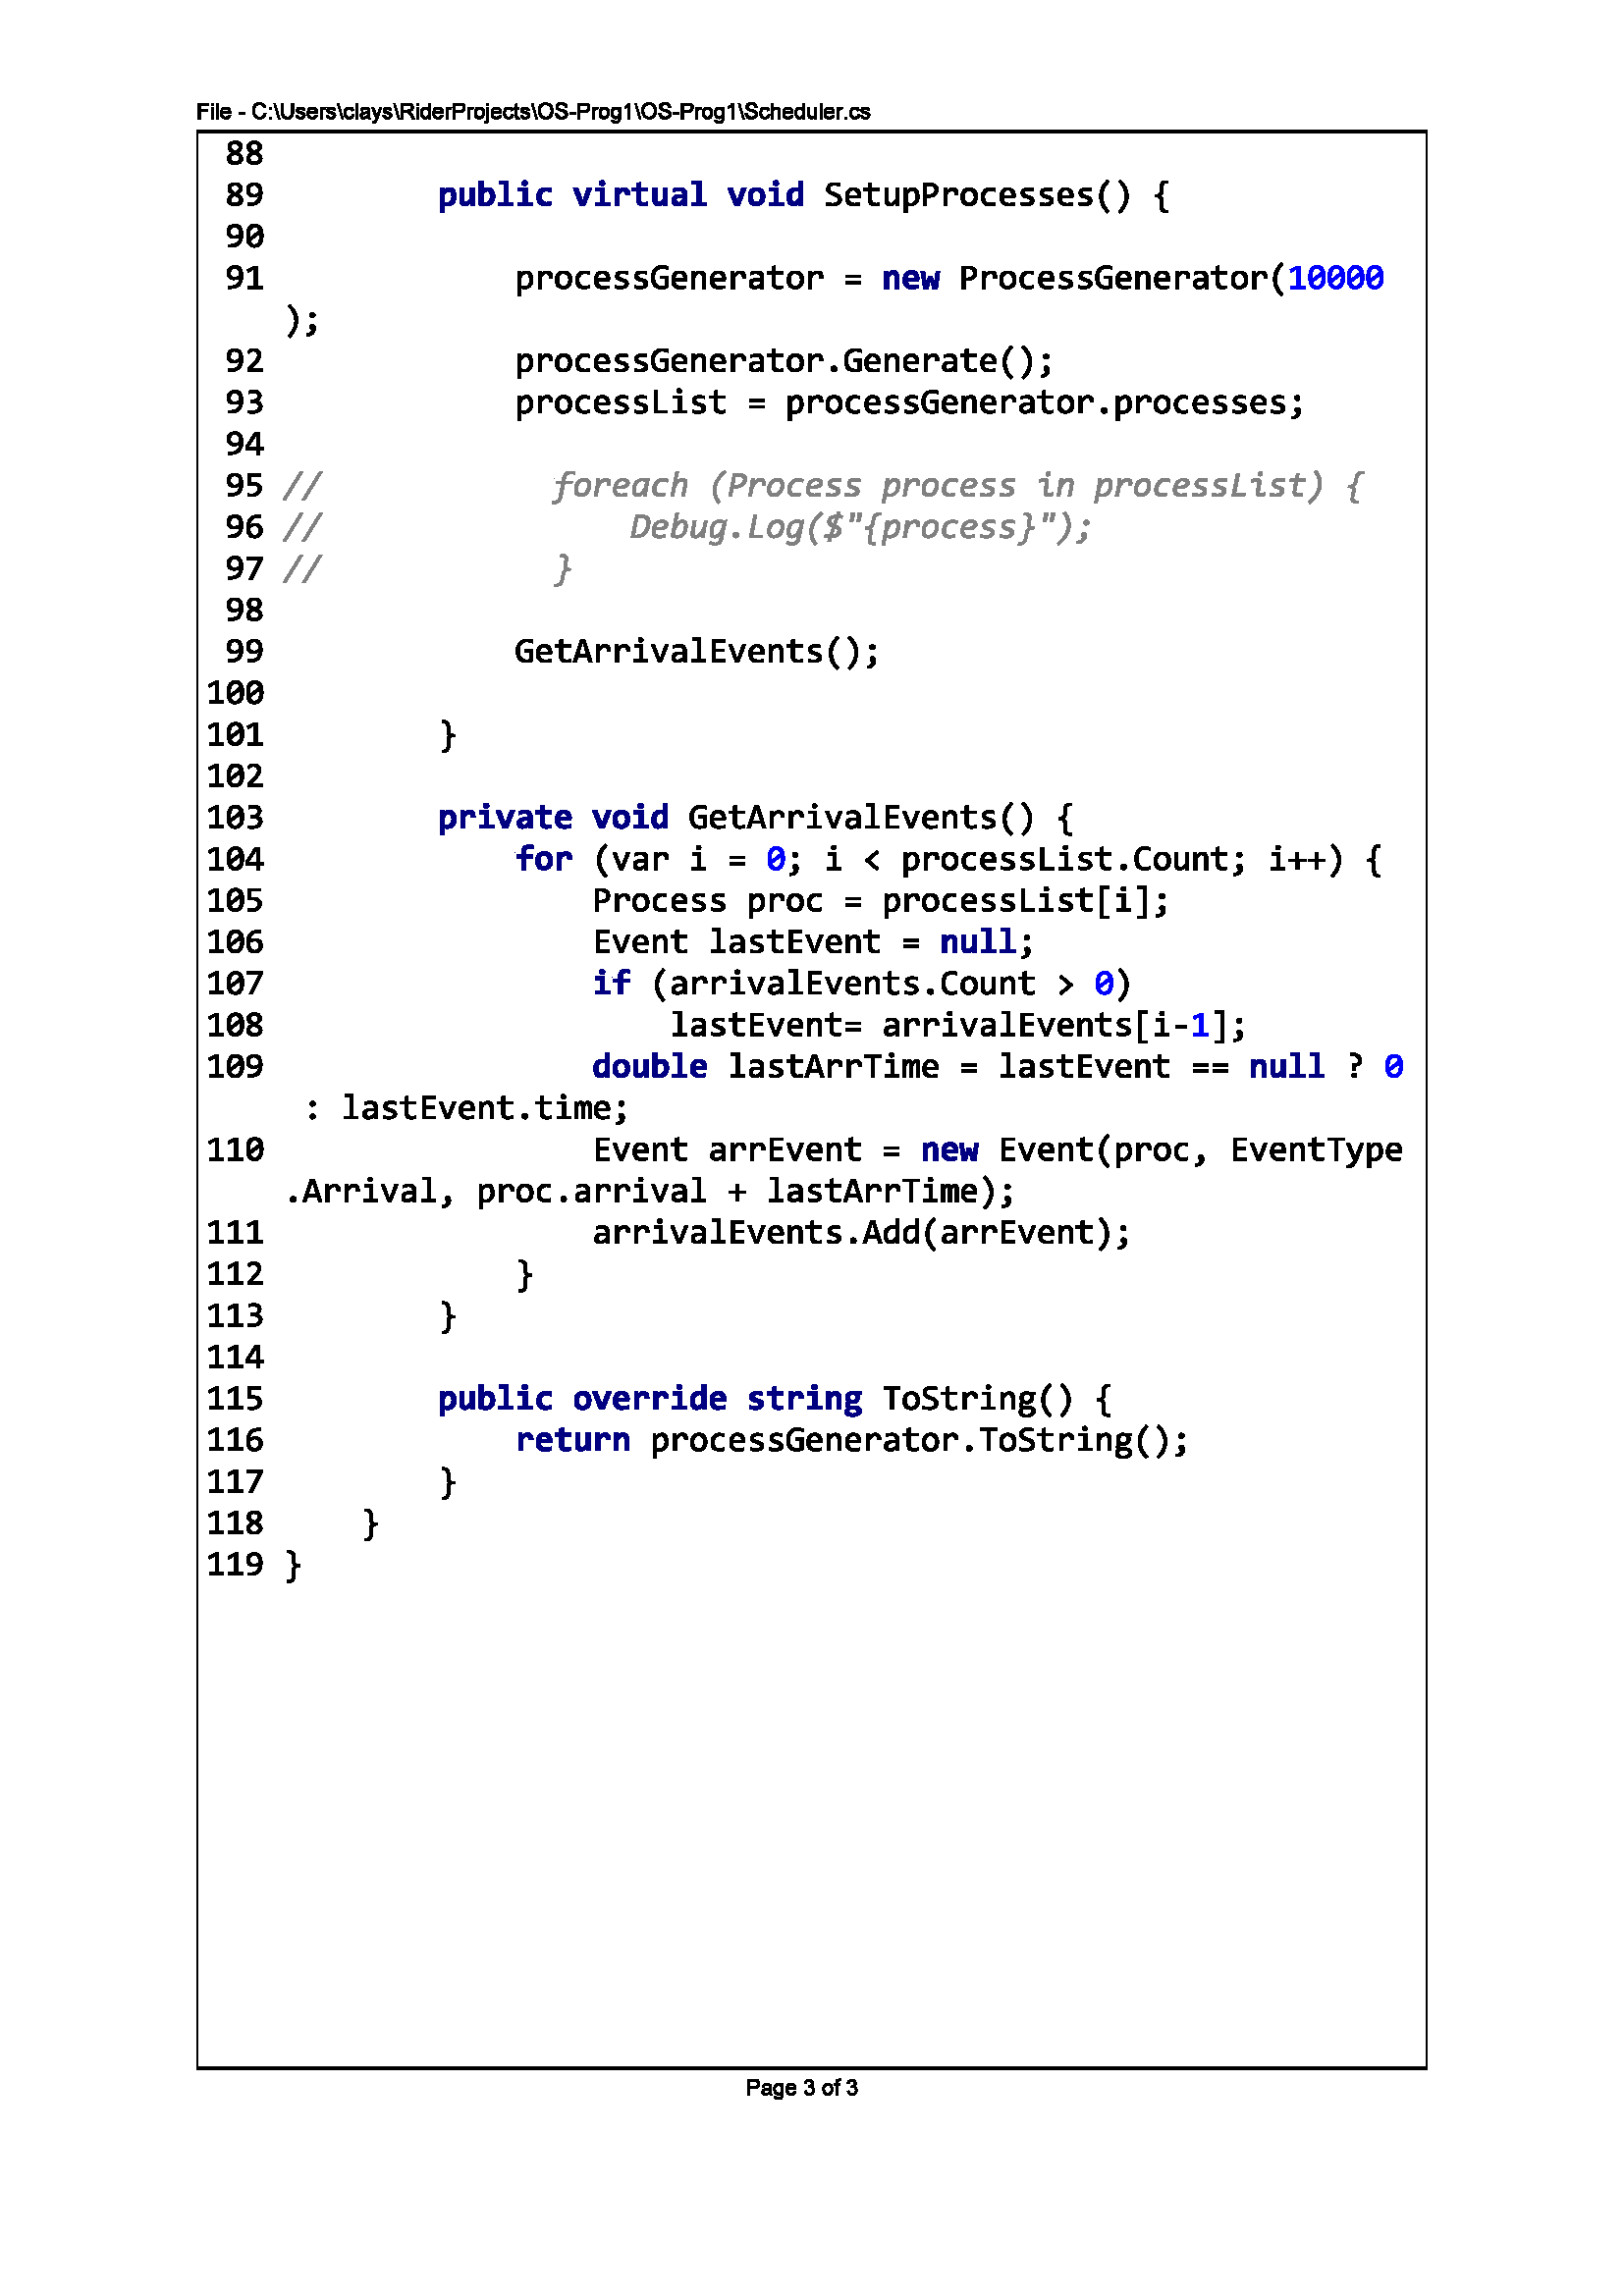 File - C:\Users\clays\RiderProjects\OS-Prog1\OS-Prog1\Scheduler.cs
88
89         public virtual void SetupProcesses() {
90
91             processGenerator = new ProcessGenerator(10000
);
92             processGenerator.Generate();
93             processList = processGenerator.processes;
94
95 //            foreach (Process process in processList) {
96 //                Debug.Log($"{process}");
97 //            }
98
99             GetArrivalEvents();
100
101         }
102
103         private void GetArrivalEvents() {
104             for (var i = 0; i < processList.Count; i++) {
105                 Process proc = processList[i];
106                 Event lastEvent = null;
107                 if (arrivalEvents.Count > 0)
108                     lastEvent= arrivalEvents[i-1];
109                 double lastArrTime = lastEvent == null ? 0
 : lastEvent.time;
110                 Event arrEvent = new Event(proc, EventType
.Arrival, proc.arrival + lastArrTime);
111                 arrivalEvents.Add(arrEvent);
112             }
113         }
114
115         public override string ToString() {
116             return processGenerator.ToString();
117         }
118     }
119 }
Page 3 of 3